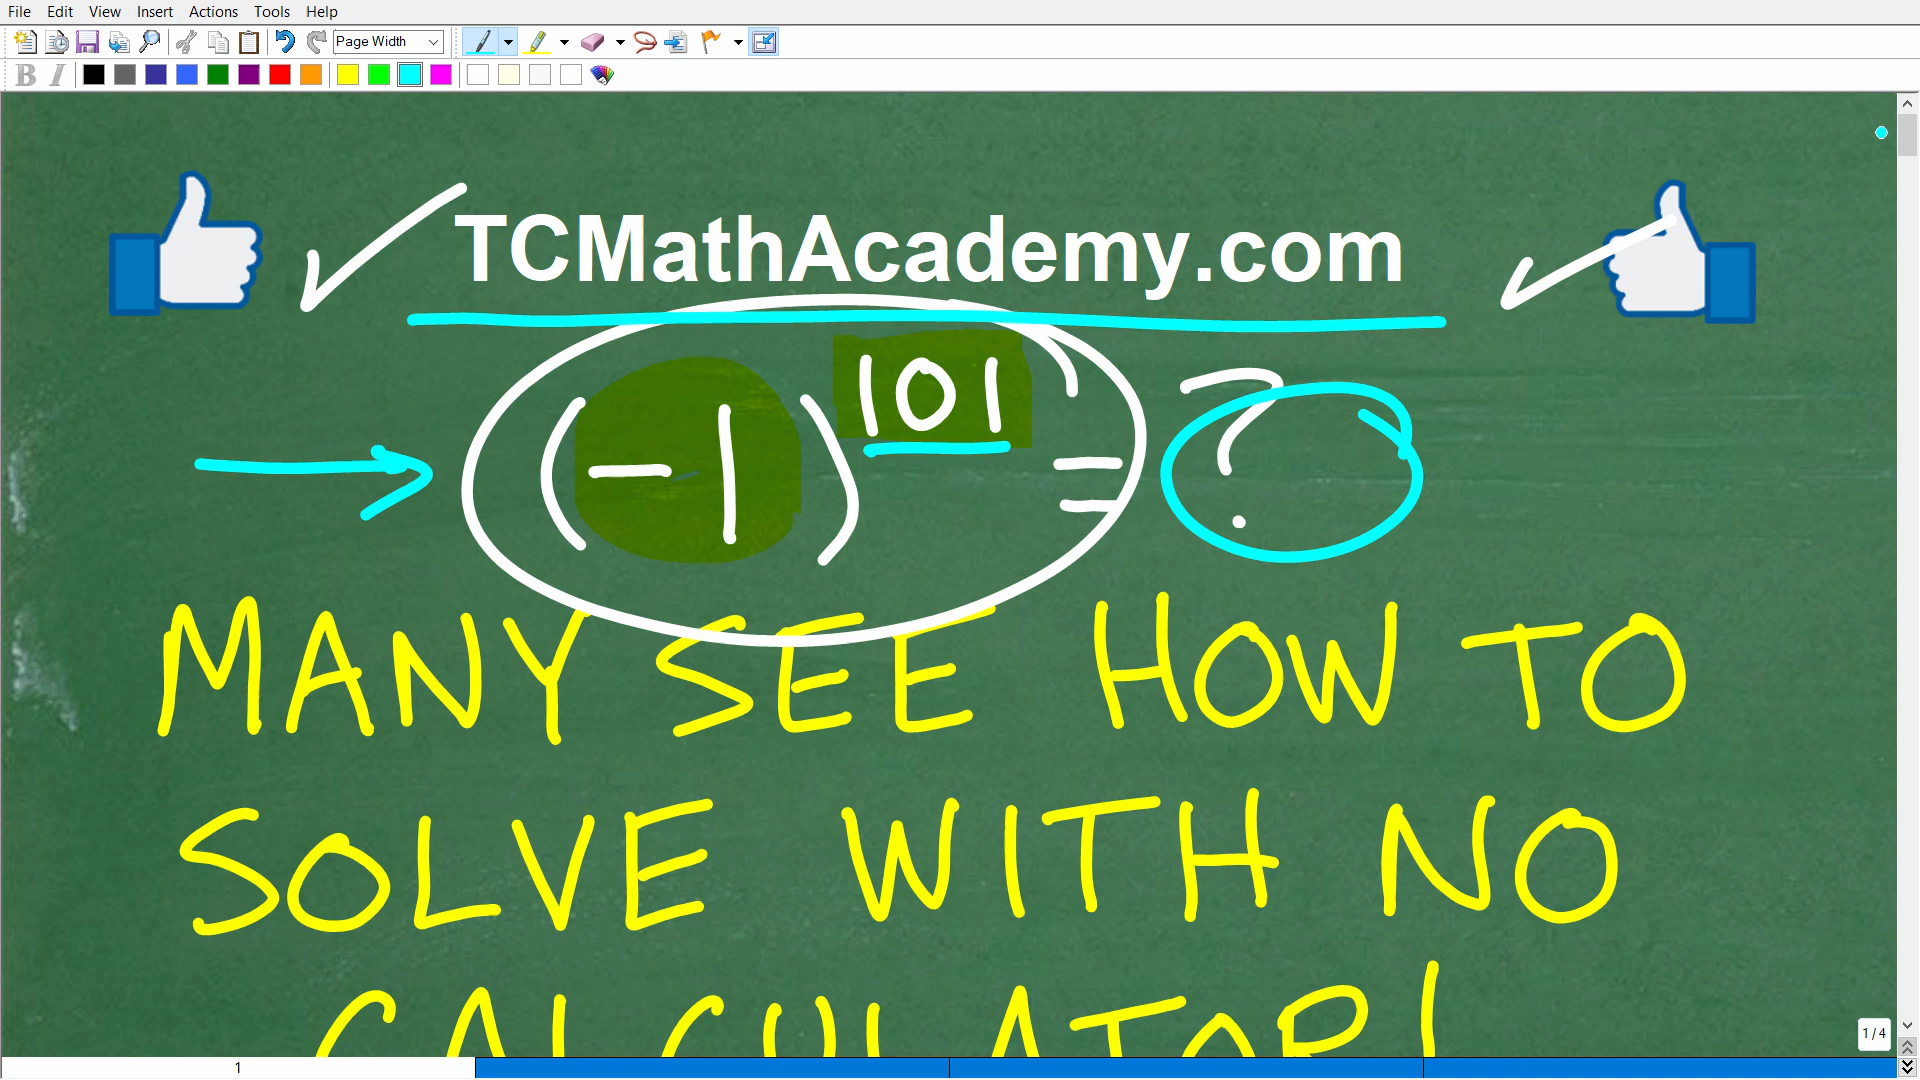 File Edit View Insert Actions Tools Help
Page Width
B I
TCMathAcademy.com
(-1)^101 = ?
MANY SEE HOW TO
SOLVE WITH NO
CALCULATOR!
1 / 4
1